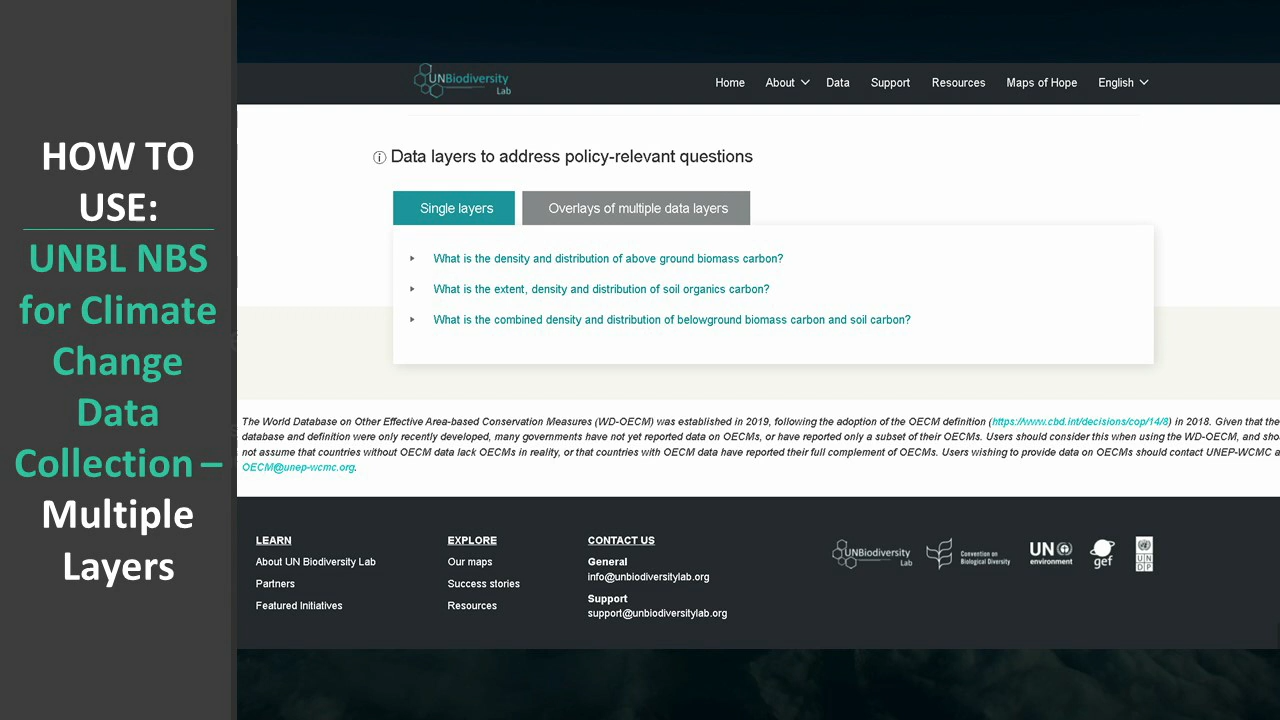 HOW TO
USE:
UNBL NBS
for Climate
Change
Data
Collection –
Multiple
Layers
UNBiodiversity
Lab
Home About Data Support Resources Maps of Hope English
Data layers to address policy-relevant questions
Single layers Overlays of multiple data layers
What is the density and distribution of above ground biomass carbon?
What is the extent, density and distribution of soil organics carbon?
What is the combined density and distribution of belowground biomass carbon and soil carbon?
The World Database on Other Effective Area-based Conservation Measures (WD-OECM) was established in 2019, following the adoption of the OECM definition (https://www.cbd.int/decisions/cop/14/8) in 2018. Given that the
database and definition were only recently developed, many governments have not yet reported data on OECMs, or have reported only a subset of their OECMs. Users should consider this when using the WD-OECM, and sho
not assume that countries without OECM data lack OECMs in reality, or that countries with OECM data have reported their full complement of OECMs. Users wishing to provide data on OECMs should contact UNEP-WCMC a
OECM@unep-wcmc.org.
LEARN
About UN Biodiversity Lab
Partners
Featured Initiatives
EXPLORE
Our maps
Success stories
Resources
CONTACT US
General
info@unbiodiversitylab.org
Support
support@unbiodiversitylab.org
UNBiodiversity
Lab
Convention on
Biological Diversity
UN
environment
gef
UN
DP